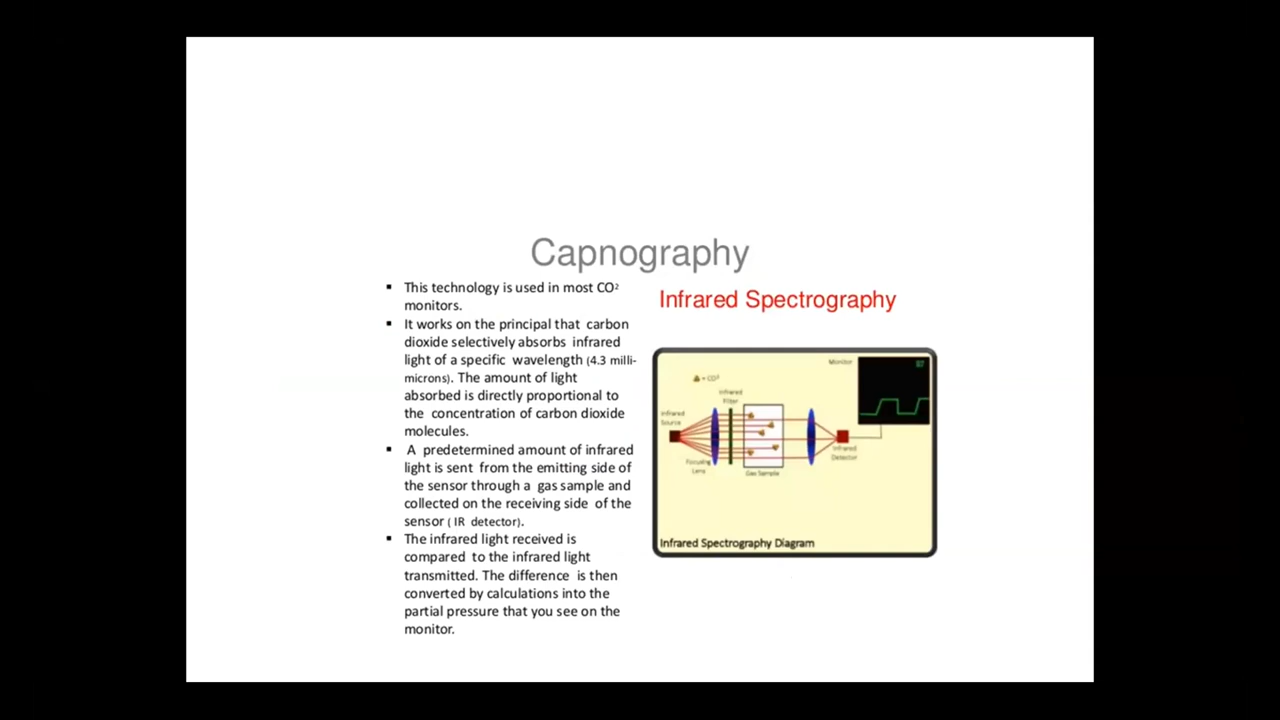 Capnography
▪ This technology is used in most CO²
monitors.
▪ It works on the principal that carbon
dioxide selectively absorbs infrared
light of a specific wavelength (4.3 milli-
microns). The amount of light
absorbed is directly proportional to
the concentration of carbon dioxide
molecules.
▪ A predetermined amount of infrared
light is sent from the emitting side of
the sensor through a gas sample and
collected on the receiving side of the
sensor ( IR detector).
▪ The infrared light received is
compared to the infrared light
transmitted. The difference is then
converted by calculations into the
partial pressure that you see on the
monitor.
Infrared Spectrography
Monitor
= CO²
Infrared
Filter
Infrared
Source
Focusing
Lens
Gas Sample
Infrared
Detector
Infrared Spectrography Diagram